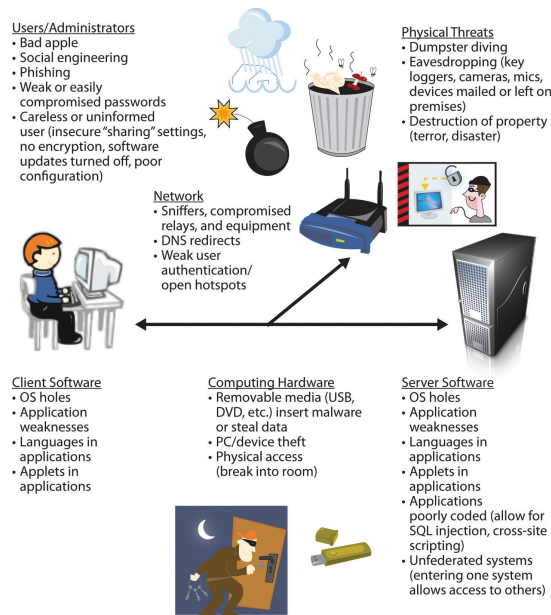 Users/Administrators
• Bad apple
• Social engineering
• Phishing
• Weak or easily
compromised passwords
• Careless or uninformed
user (insecure “sharing” settings,
no encryption, software
updates turned off, poor
configuration)
Physical Threats
• Dumpster diving
• Eavesdropping (key
loggers, cameras, mics,
devices mailed or left on
premises)
• Destruction of property
(terror, disaster)
Network
• Sniffers, compromised
relays, and equipment
• DNS redirects
• Weak user
authentication/
open hotspots
Client Software
• OS holes
• Application
weaknesses
• Languages in
applications
• Applets in
applications
Computing Hardware
• Removable media (USB,
DVD, etc.) insert malware
or steal data
• PC/device theft
• Physical access
(break into room)
Server Software
• OS holes
• Application
weaknesses
• Languages in
applications
• Applets in
applications
• Applications
poorly coded (allow for
SQL injection, cross-site
scripting)
• Unfederated systems
(entering one system
allows access to others)